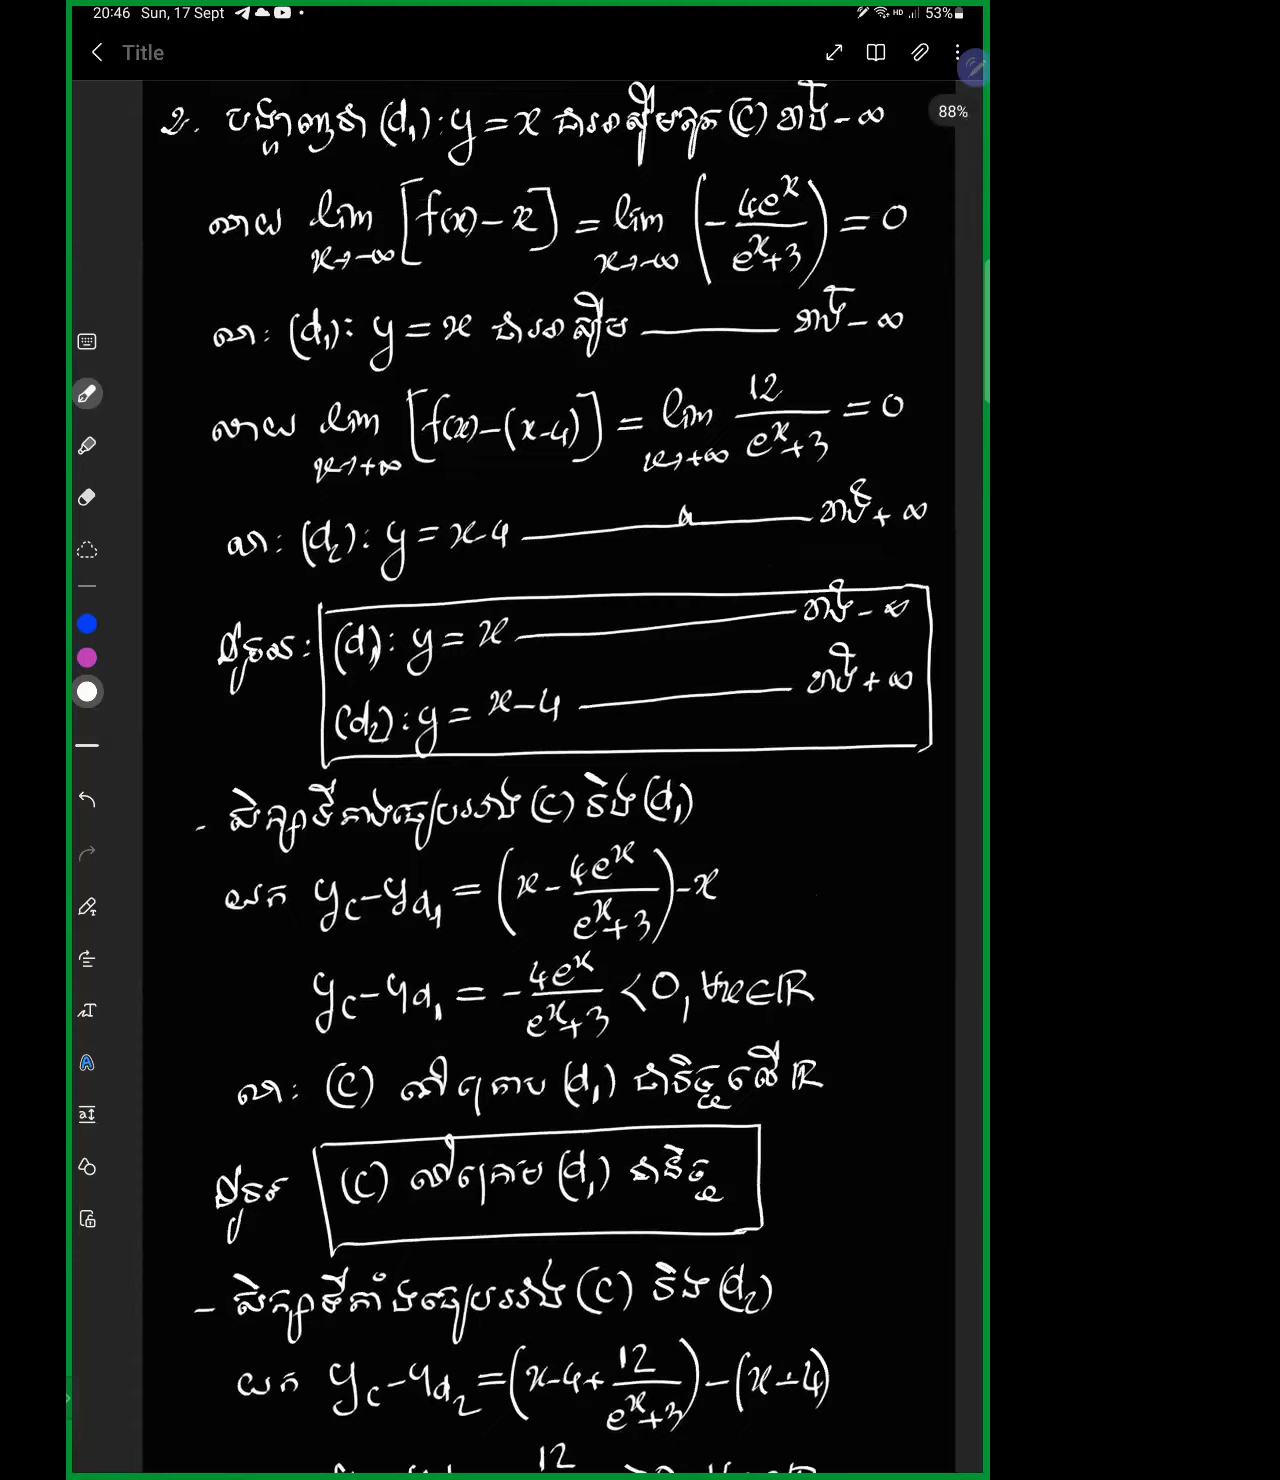 20:46 Sun, 17 Sept HD 53%
Title
88%
2. បង្ហាញថា (d₁): y = x ជាអាស៊ីមតូត (C) ខាង -∞
ដោយ lim x→-∞ [f(x) - x] = lim x→-∞ (- 4eˣ/(eˣ+3)) = 0
នោះ: (d₁): y = x ជាអាស៊ីម ——— ខាង -∞
ដោយ lim x→+∞ [f(x) - (x-4)] = lim x→+∞ 12/(eˣ+3) = 0
នោះ: (d₂): y = x-4 ——— ខាង +∞
ដូចនេះ: (d₁): y = x ——— ខាង -∞
(d₂): y = x-4 ——— ខាង +∞
- សិក្សាទីតាំងធៀបរវាង (C) និង (d₁)
យក y_C - y_d₁ = (x - 4eˣ/(eˣ+3)) - x
y_C - y_d₁ = - 4eˣ/(eˣ+3) < 0, ∀x∈ℝ
នោះ: (C) នៅក្រោម (d₁) ជានិច្ចលើ ℝ
ដូចនេះ (C) នៅក្រោម (d₁) ជានិច្ច
- សិក្សាទីតាំងធៀបរវាង (C) និង (d₂)
យក y_C - y_d₂ = (x-4+ 12/(eˣ+3)) - (x-4)
12